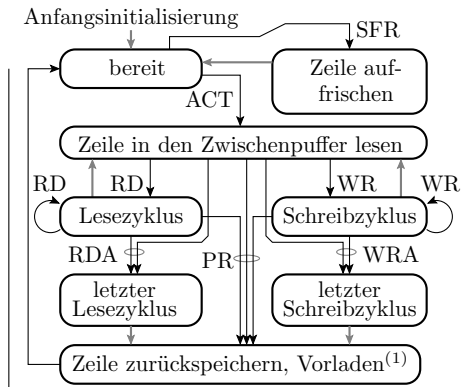 Anfangsinitialisierung
SFR
bereit
Zeile auf-
frischen
ACT
Zeile in den Zwischenpuffer lesen
RD
RD
WR
WR
Lesezyklus
Schreibzyklus
RDA
PR
WRA
letzter
Lesezyklus
letzter
Schreibzyklus
Zeile zurückspeichern, Vorladen(1)